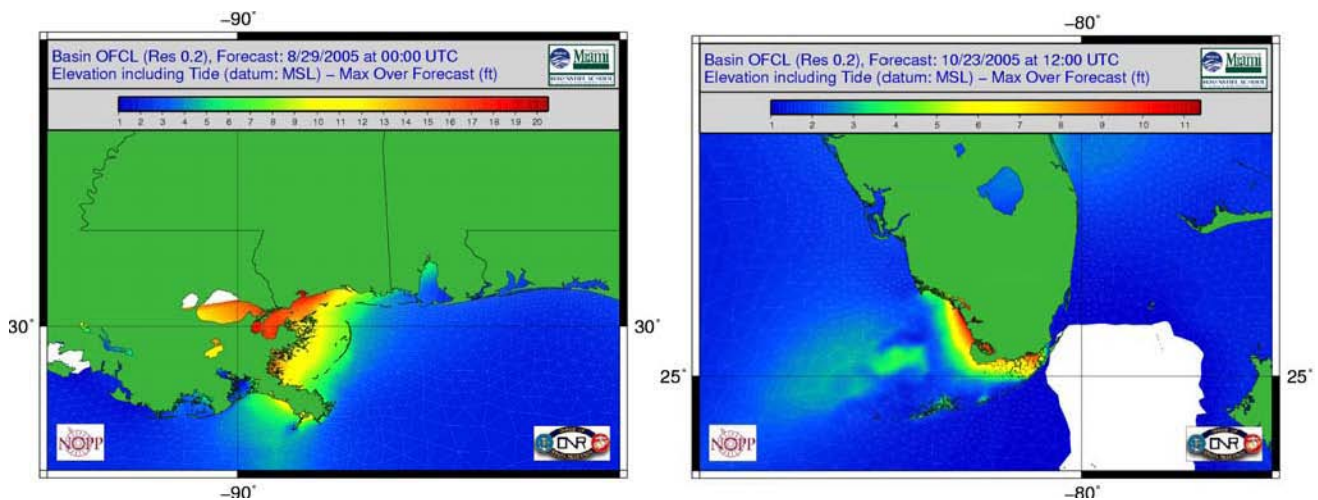 −90°
Basin OFCL (Res 0.2), Forecast: 8/29/2005 at 00:00 UTC
Elevation including Tide (datum: MSL) − Max Over Forecast (ft)
Miami
1 2 3 4 5 6 7 8 9 10 11 12 13 14 15 16 17 18 19 20
30°
30°
NOPP
ONR
−90°
−80°
Basin OFCL (Res 0.2), Forecast: 10/23/2005 at 12:00 UTC
Elevation including Tide (datum: MSL) − Max Over Forecast (ft)
Miami
1 2 3 4 5 6 7 8 9 10 11
25°
25°
NOPP
ONR
−80°